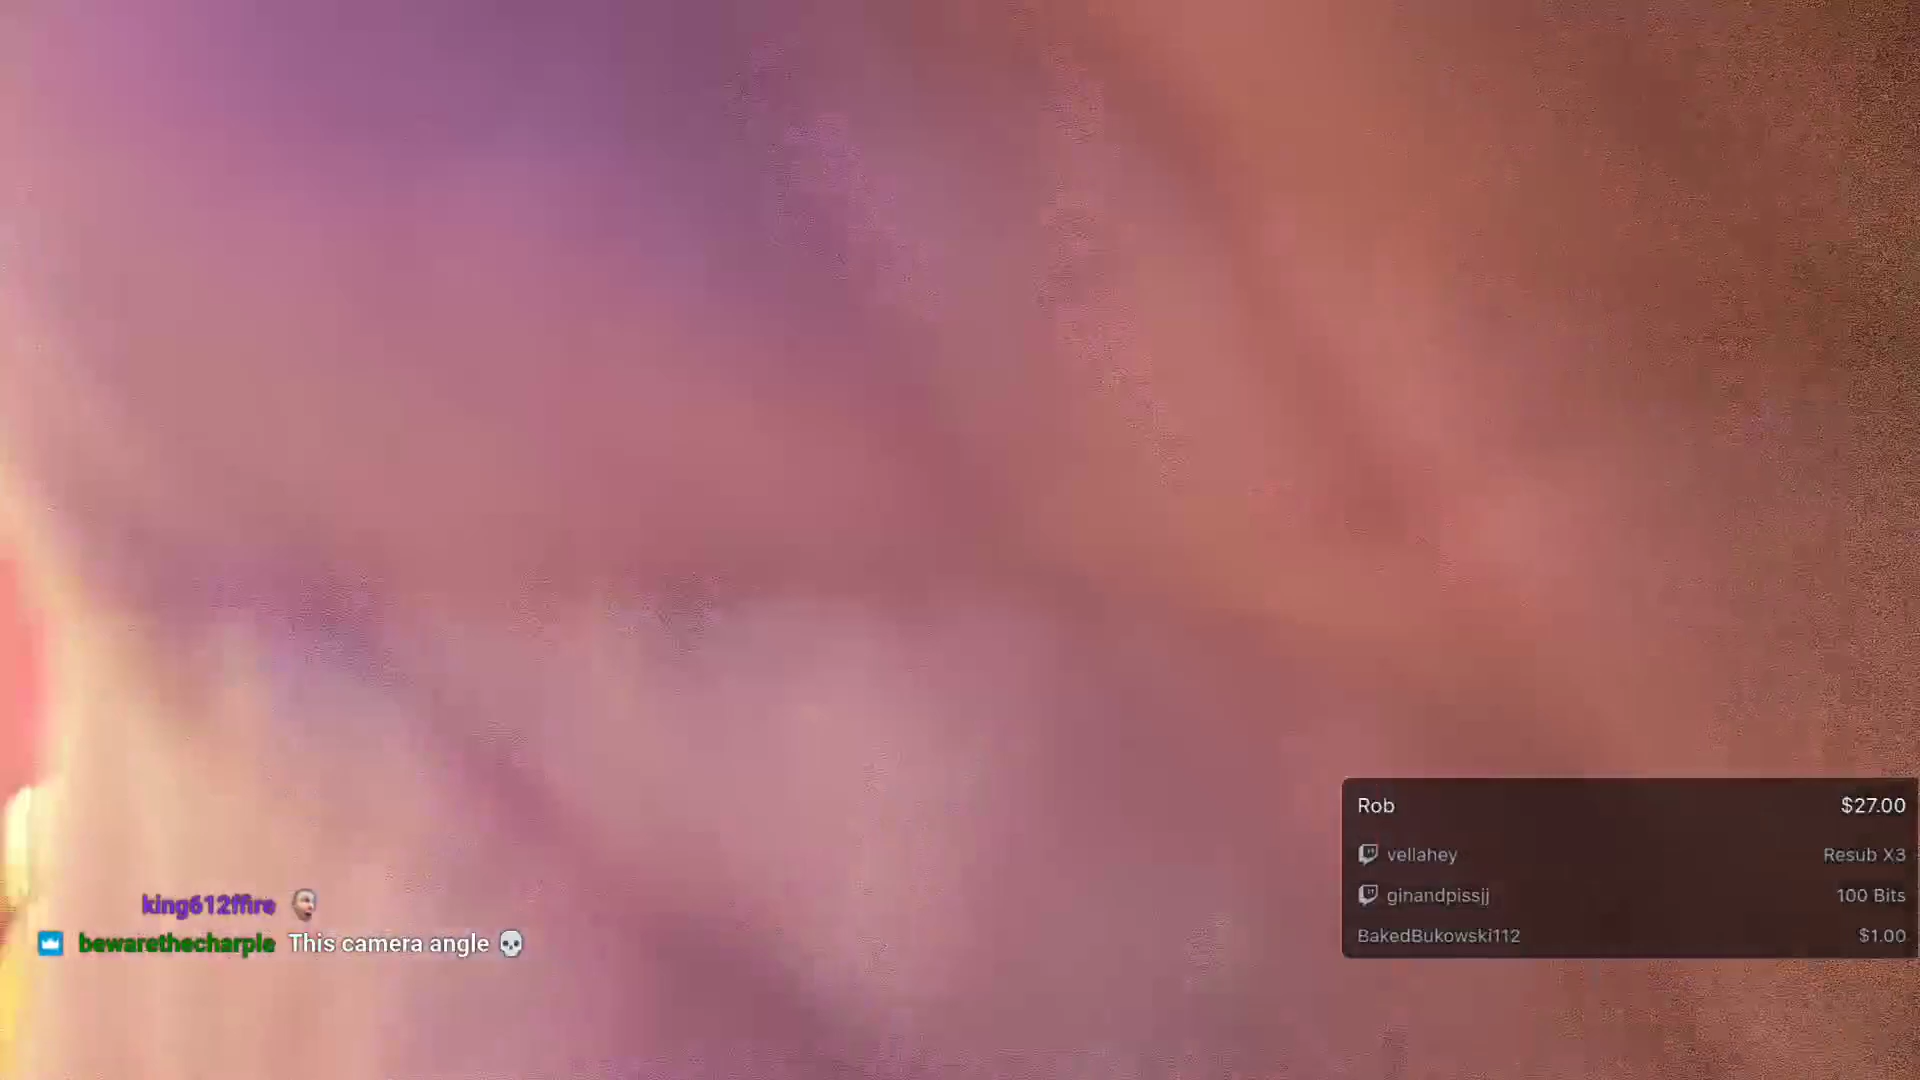 Rob $27.00
vellahey Resub X3
ginandpissjj 100 Bits
BakedBukowski112 $1.00
king612ffire
bewarethecharple This camera angle 💀